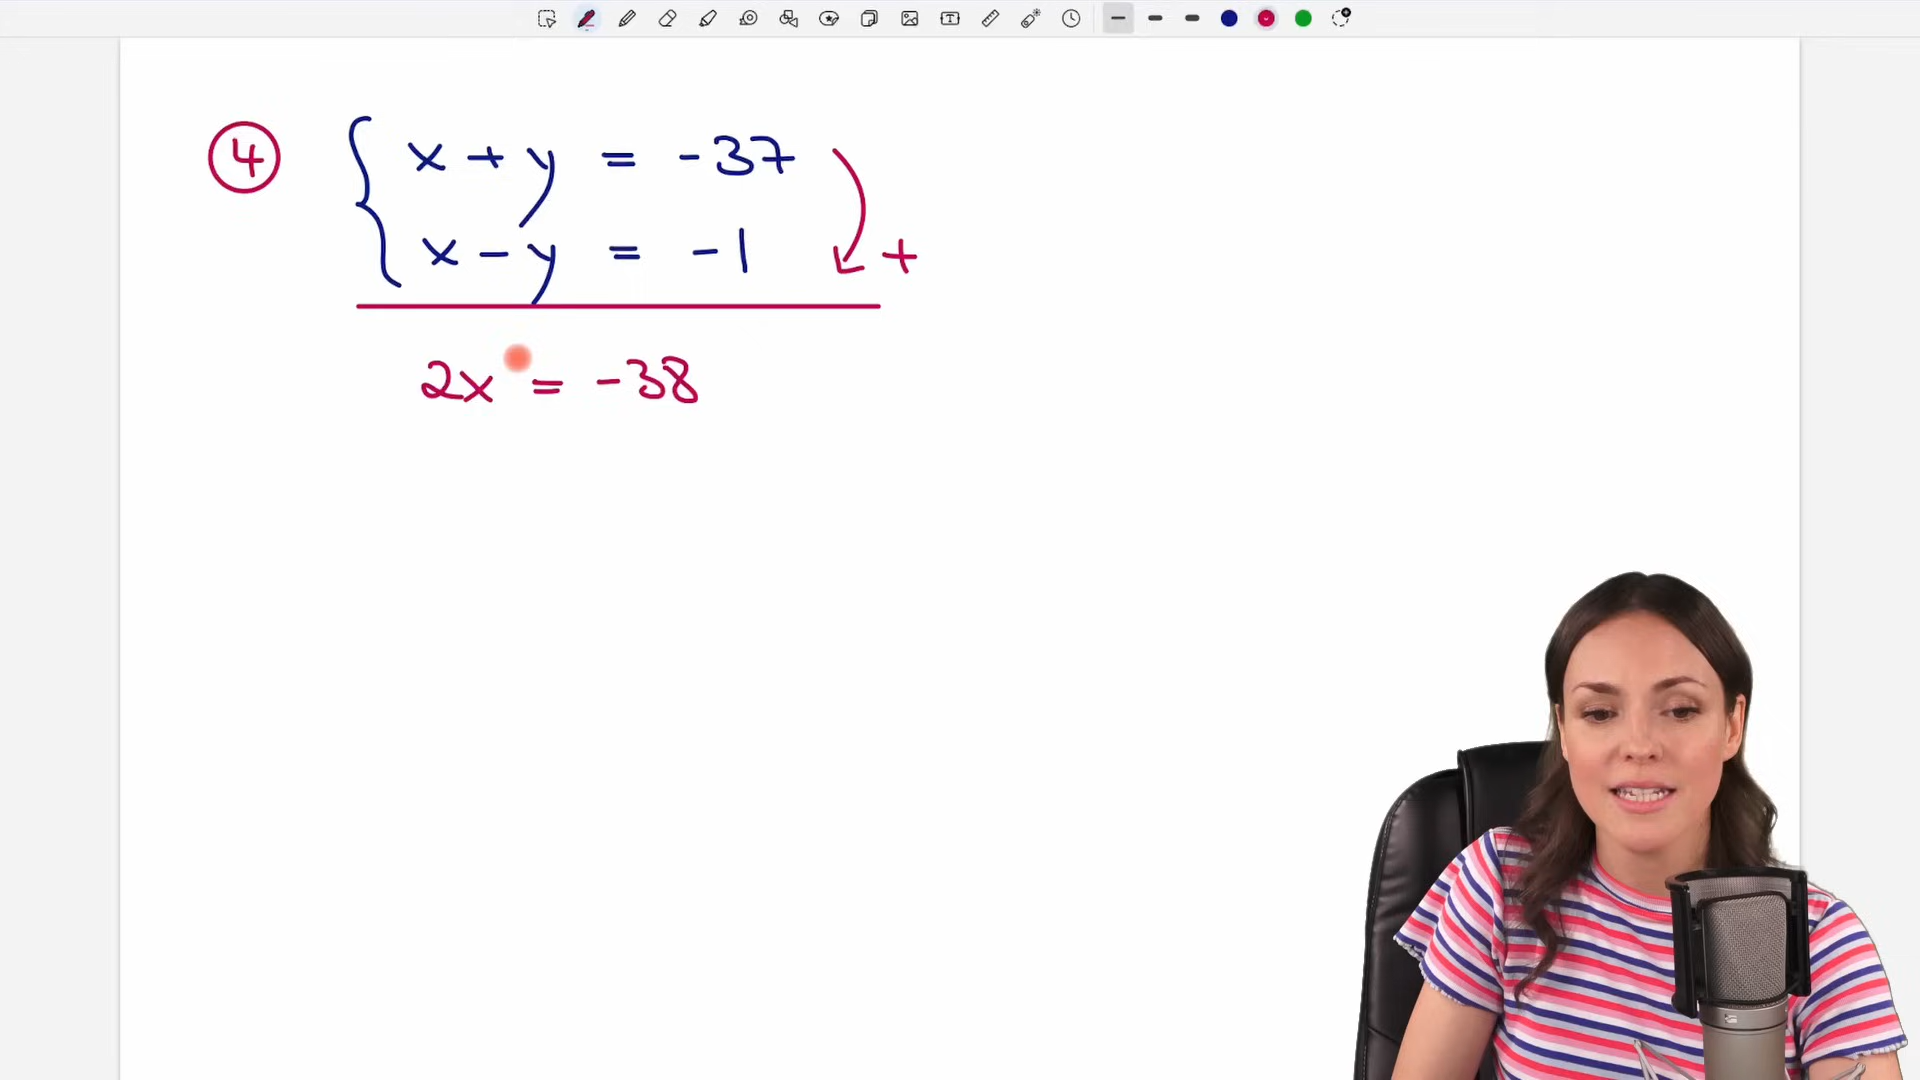 4
x + y = -37
x - y = -1
+
2x = -38